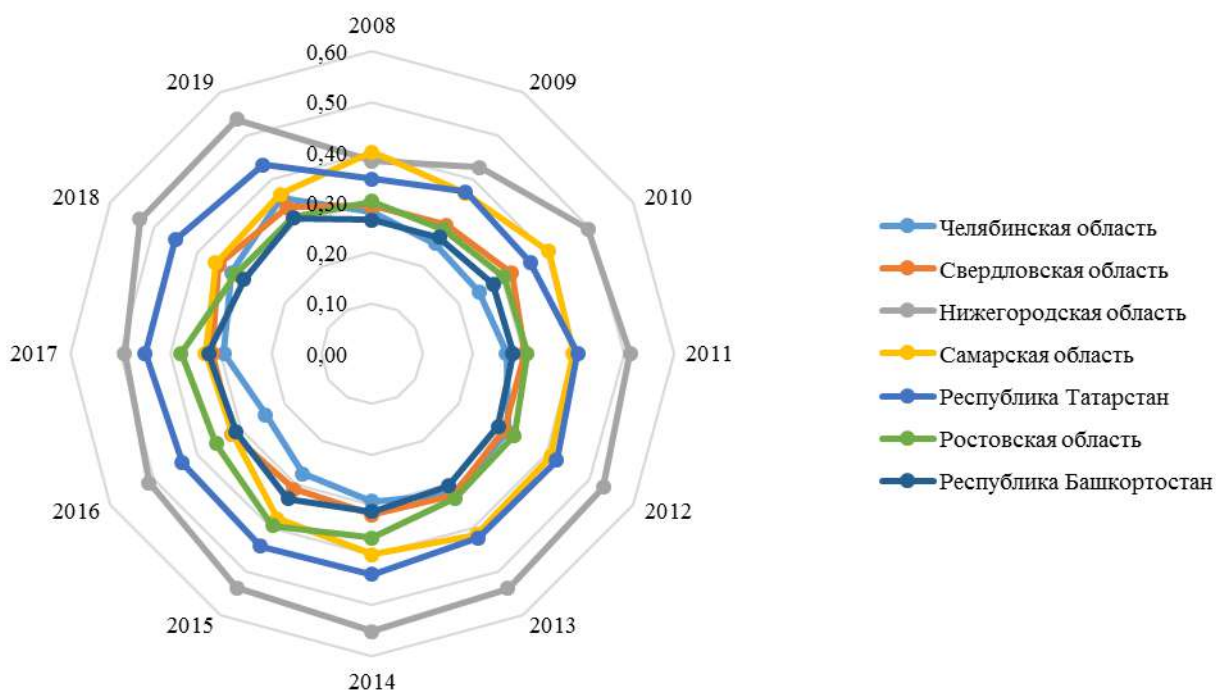 2008
0,60
2019
2009
0,50
0,40
2018
2010
0,30
0,20
0,10
2017
0,00
2011
2016
2012
2015
2013
2014
Челябинская область
Свердловская область
Нижегородская область
Самарская область
Республика Татарстан
Ростовская область
Республика Башкортостан